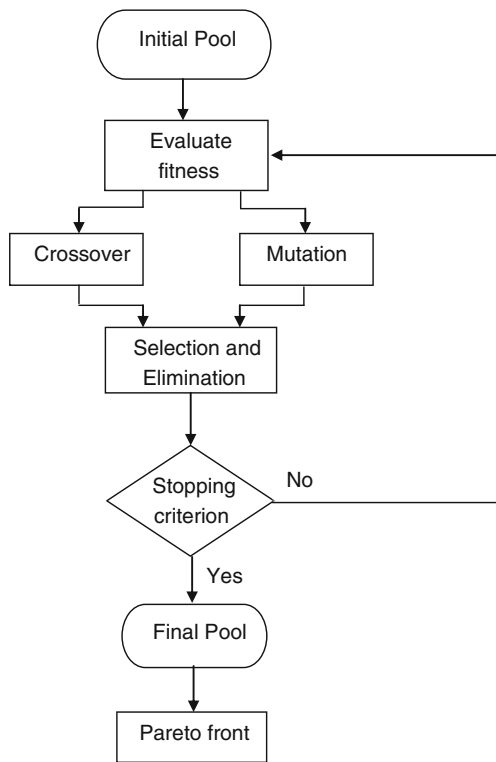 Initial Pool
Evaluate
fitness
Crossover
Mutation
Selection and
Elimination
Stopping
criterion
No
Yes
Final Pool
Pareto front